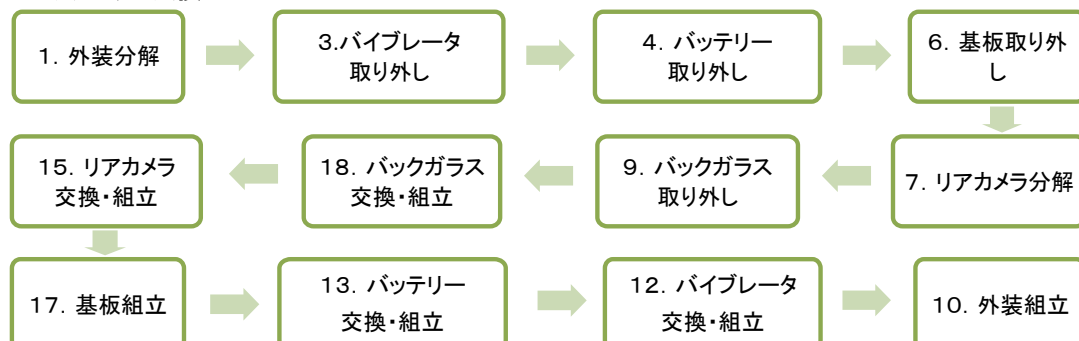 1．外装分解
3.バイブレータ
取り外し
4．バッテリー
取り外し
6．基板取り外
し
7．リアカメラ分解
9．バックガラス
取り外し
18．バックガラス
交換・組立
15．リアカメラ
交換・組立
17．基板組立
13．バッテリー
交換・組立
12．バイブレータ
交換・組立
10．外装組立